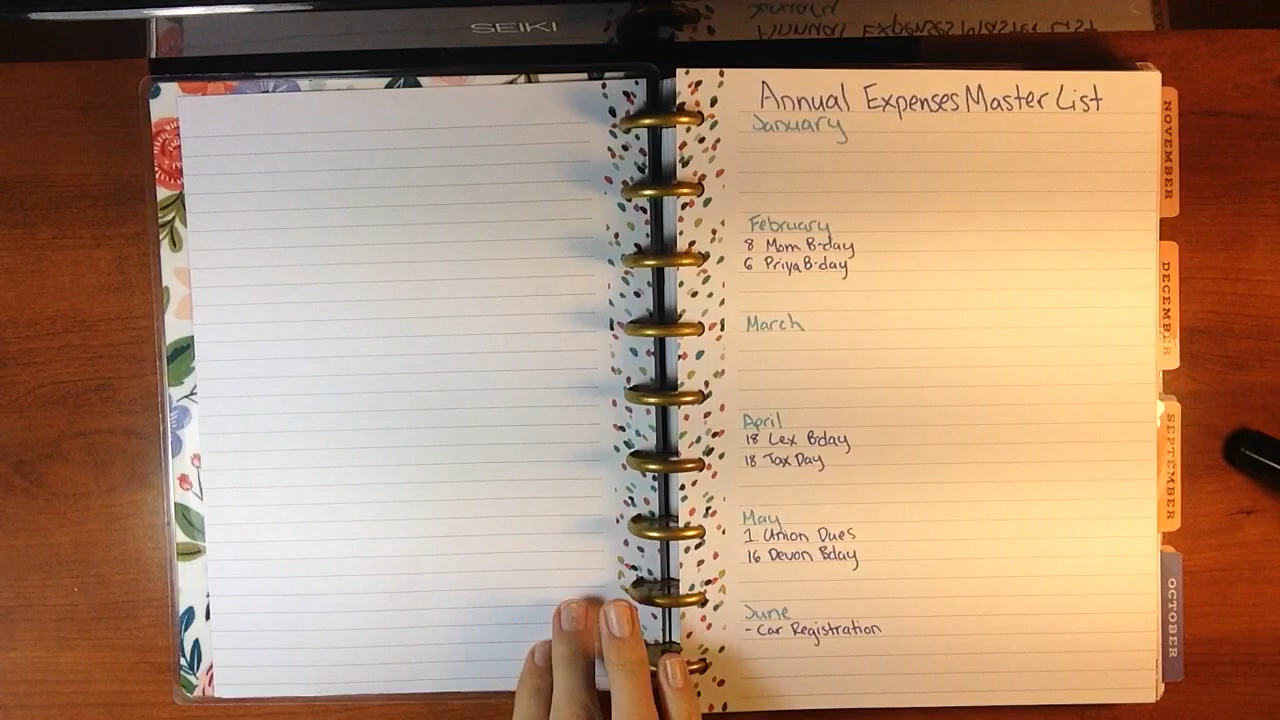 SEIKI
Annual Expenses Master List
January
February
8 Mom B-day
6 Priya B-day
March
April
18 Lex Bday
18 Tax Day
May
1 Union Dues
16 Devon Bday
June
- Car Registration
NOVEMBER
DECEMBER
SEPTEMBER
OCTOBER